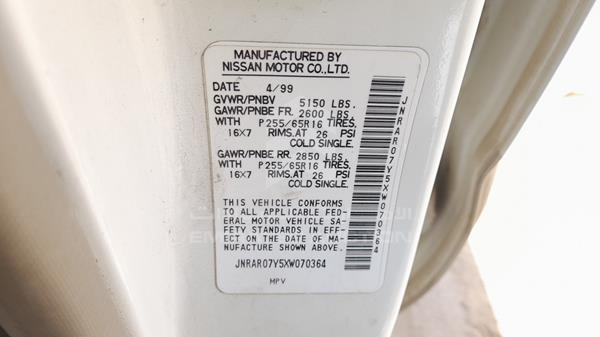 MANUFACTURED BY
NISSAN MOTOR CO.,LTD.
DATE 4/99
GVWR/PNBV 5150 LBS.
GAWR/PNBE FR. 2600 LBS.
WITH P255/65R16 TIRES,
16X7 RIMS,AT 26 PSI
COLD SINGLE.
GAWR/PNBE RR. 2850 LBS.
WITH P255/65R16 TIRES,
16X7 RIMS,AT 26 PSI
COLD SINGLE.
THIS VEHICLE CONFORMS
TO ALL APPLICABLE FED-
ERAL MOTOR VEHICLE SA-
FETY STANDARDS IN EFF-
ECT ON THE DATE OF MA-
NUFACTURE SHOWN ABOVE.
JNRAR07Y5XW070364
MPV
JNRAR07Y5XW070364